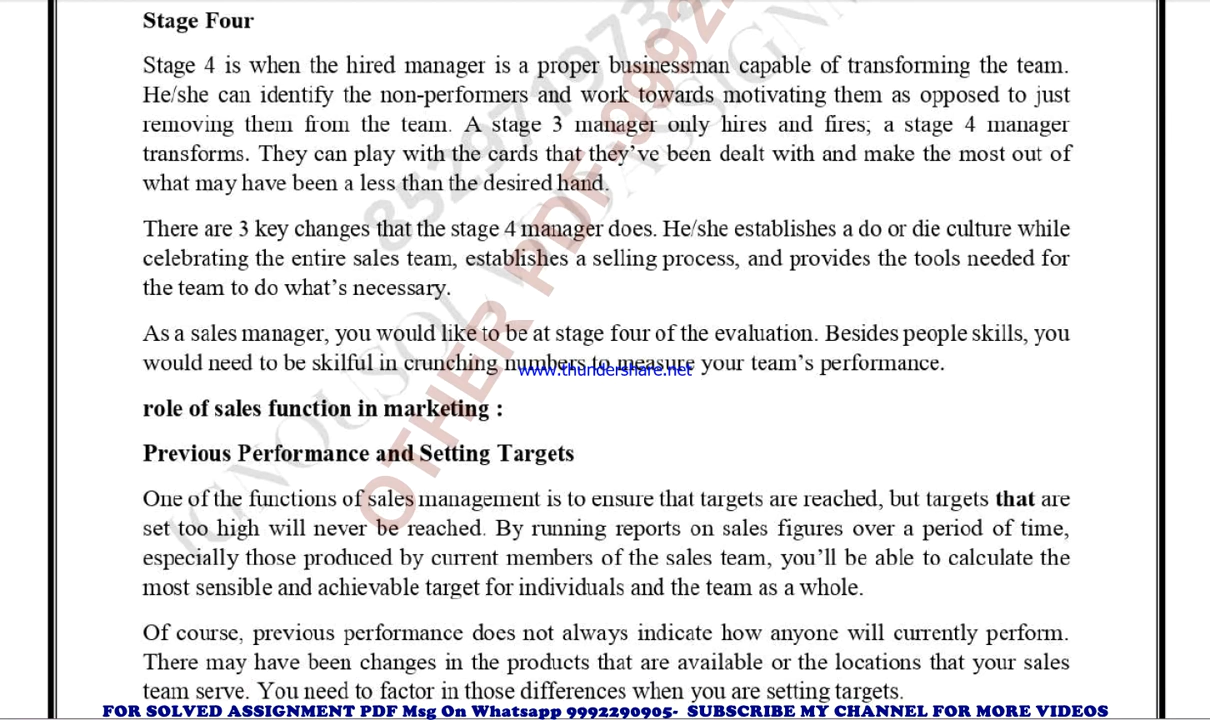 Stage Four
Stage 4 is when the hired manager is a proper businessman capable of transforming the team.
He/she can identify the non-performers and work towards motivating them as opposed to just
removing them from the team. A stage 3 manager only hires and fires; a stage 4 manager
transforms. They can play with the cards that they've been dealt with and make the most out of
what may have been a less than the desired hand.
There are 3 key changes that the stage 4 manager does. He/she establishes a do or die culture while
celebrating the entire sales team, establishes a selling process, and provides the tools needed for
the team to do what's necessary.
As a sales manager, you would like to be at stage four of the evaluation. Besides people skills, you
would need to be skilful in crunching numbers to measure your team's performance.
www.thundershare.net
role of sales function in marketing :
Previous Performance and Setting Targets
One of the functions of sales management is to ensure that targets are reached, but targets that are
set too high will never be reached. By running reports on sales figures over a period of time,
especially those produced by current members of the sales team, you'll be able to calculate the
most sensible and achievable target for individuals and the team as a whole.
Of course, previous performance does not always indicate how anyone will currently perform.
There may have been changes in the products that are available or the locations that your sales
team serve. You need to factor in those differences when you are setting targets.
FOR SOLVED ASSIGNMENT PDF Msg On Whatsapp 9992290905- SUBSCRIBE MY CHANNEL FOR MORE VIDEOS
OTHER PDF-9992